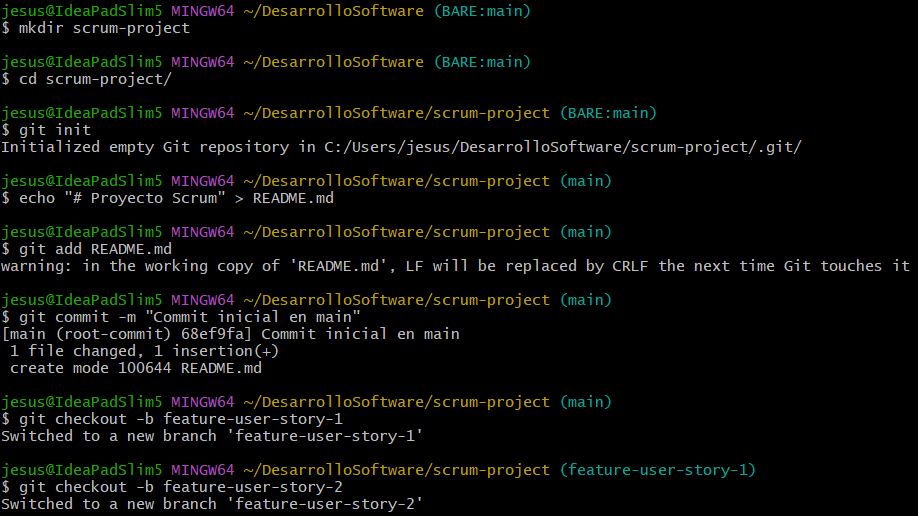 jesus@IdeaPadSlim5 MINGW64 ~/DesarrolloSoftware (BARE:main)
$ mkdir scrum-project
jesus@IdeaPadSlim5 MINGW64 ~/DesarrolloSoftware (BARE:main)
$ cd scrum-project/
jesus@IdeaPadSlim5 MINGW64 ~/DesarrolloSoftware/scrum-project (BARE:main)
$ git init
Initialized empty Git repository in C:/Users/jesus/DesarrolloSoftware/scrum-project/.git/
jesus@IdeaPadSlim5 MINGW64 ~/DesarrolloSoftware/scrum-project (main)
$ echo "# Proyecto Scrum" > README.md
jesus@IdeaPadSlim5 MINGW64 ~/DesarrolloSoftware/scrum-project (main)
$ git add README.md
warning: in the working copy of 'README.md', LF will be replaced by CRLF the next time Git touches it
jesus@IdeaPadSlim5 MINGW64 ~/DesarrolloSoftware/scrum-project (main)
$ git commit -m "Commit inicial en main"
[main (root-commit) 68ef9fa] Commit inicial en main
 1 file changed, 1 insertion(+)
 create mode 100644 README.md
jesus@IdeaPadSlim5 MINGW64 ~/DesarrolloSoftware/scrum-project (main)
$ git checkout -b feature-user-story-1
Switched to a new branch 'feature-user-story-1'
jesus@IdeaPadSlim5 MINGW64 ~/DesarrolloSoftware/scrum-project (feature-user-story-1)
$ git checkout -b feature-user-story-2
Switched to a new branch 'feature-user-story-2'